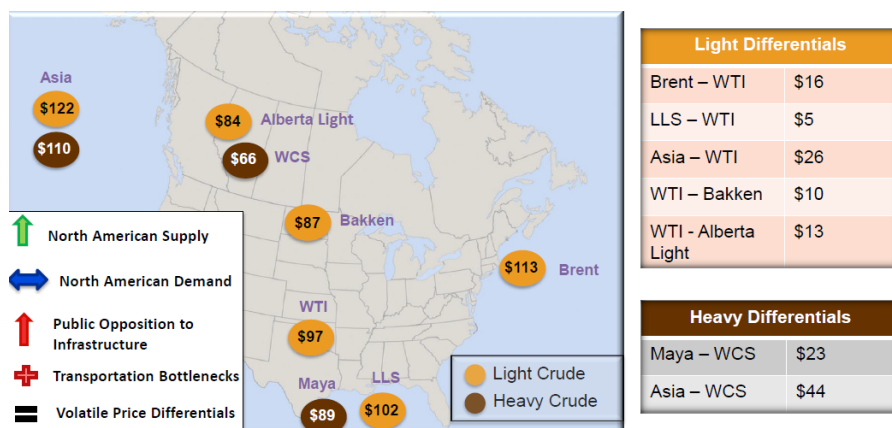 Asia
$122
$110
$84
Alberta Light
$66
WCS
$87
Bakken
$113
Brent
WTI
$97
Maya
LLS
$89
$102
North American Supply
North American Demand
Public Opposition to
Infrastructure
Transportation Bottlenecks
Volatile Price Differentials
Light Crude
Heavy Crude
Light Differentials
Brent – WTI $16
LLS – WTI $5
Asia – WTI $26
WTI – Bakken $10
WTI - Alberta $13
Light
Heavy Differentials
Maya – WCS $23
Asia – WCS $44